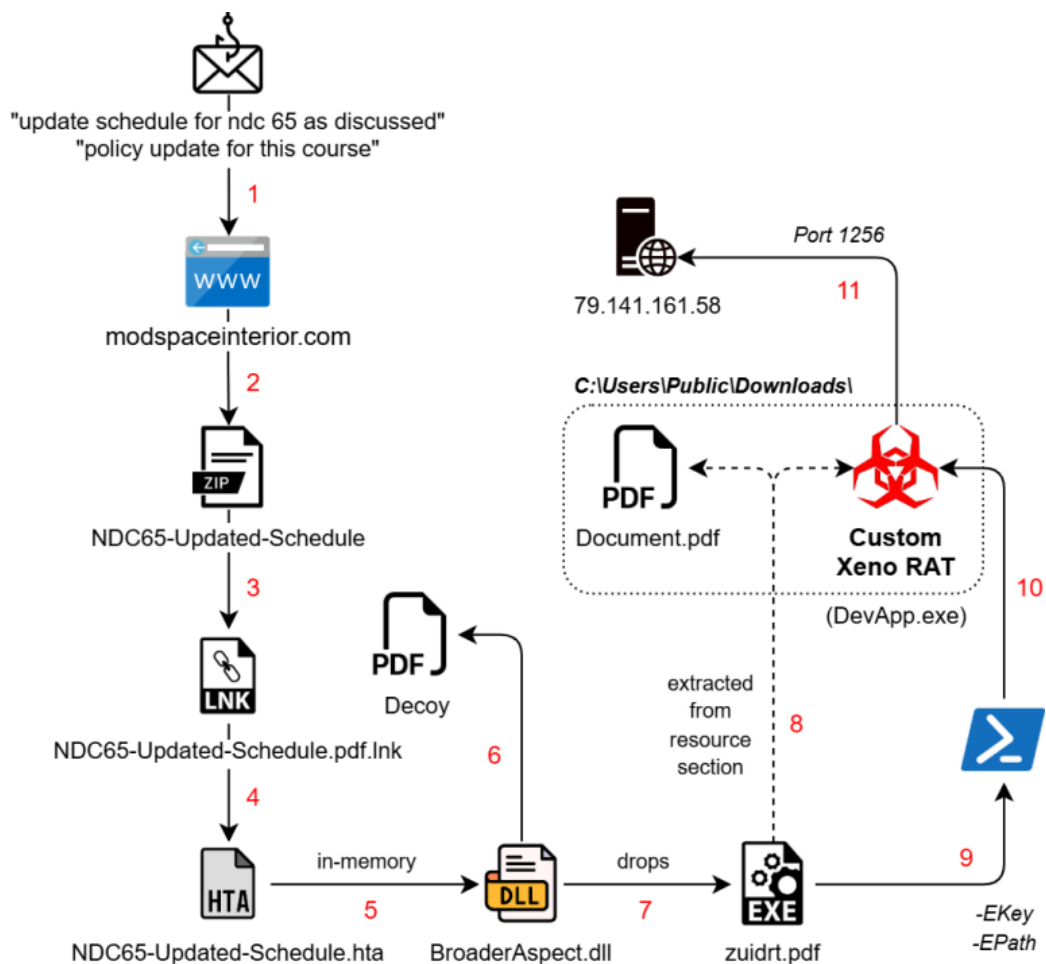 "update schedule for ndc 65 as discussed"
"policy update for this course"
1
WWW
modspaceinterior.com
2
ZIP
NDC65-Updated-Schedule
3
LNK
NDC65-Updated-Schedule.pdf.lnk
4
HTA
NDC65-Updated-Schedule.hta
in-memory
5
DLL
BroaderAspect.dll
6
PDF
Decoy
drops
7
EXE
zuidrt.pdf
extracted
from
resource
section
8
C:\Users\Public\Downloads\
PDF
Document.pdf
Custom
Xeno RAT
(DevApp.exe)
9
-EKey
-EPath
10
Port 1256
11
79.141.161.58